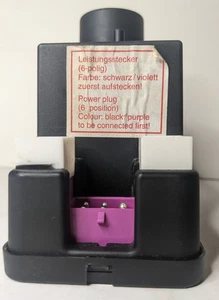 Leistungsstecker
(6-polig)
Farbe: schwarz/violett
zuerst aufstecken!
Power plug
(6 position)
Colour: black/purple
to be connected first!